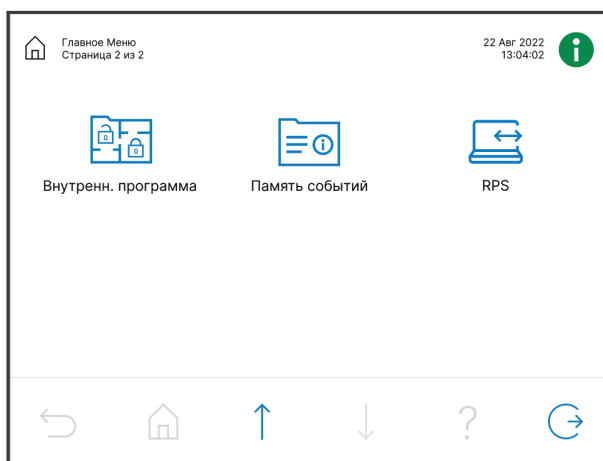 Главное Меню
Страница 2 из 2
22 Авг 2022
13:04:02
Внутренн. программа
Память событий
RPS
?